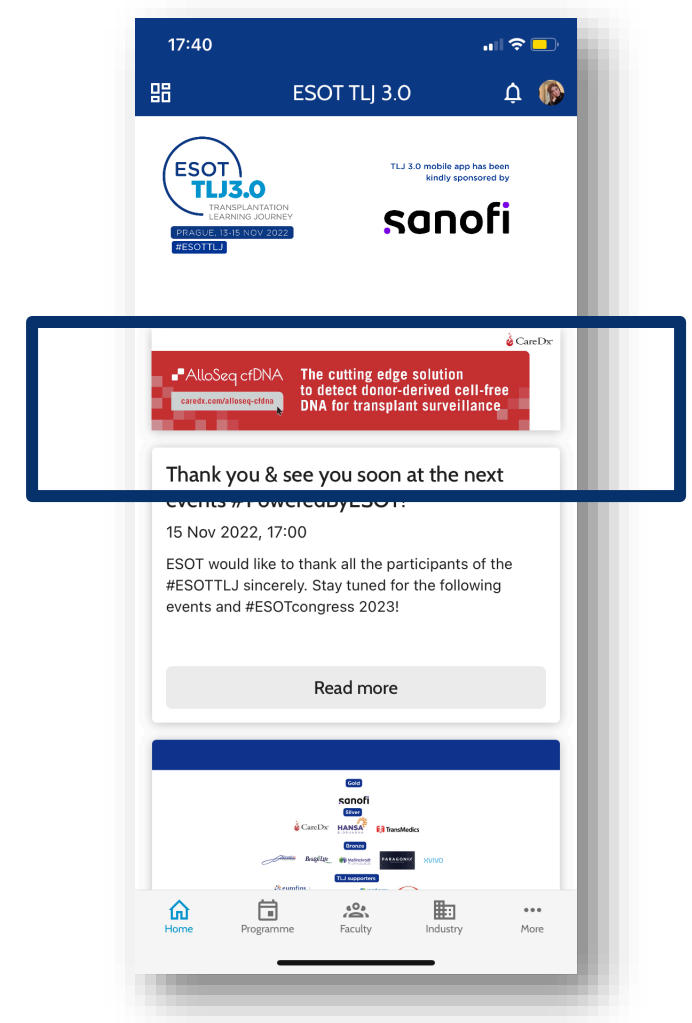 17:40
ESOT TLJ 3.0
ESOT
TLJ3.0
TRANSPLANTATION
LEARNING JOURNEY
PRAGUE, 13-15 NOV 2022
#ESOTTLJ
TLJ 3.0 mobile app has been
kindly sponsored by
sanofi
CareDx
AlloSeq cfDNA
caredx.com/alloseq-cfdna
The cutting edge solution
to detect donor-derived cell-free
DNA for transplant surveillance
Thank you & see you soon at the next
events #PoweredByESOT!
15 Nov 2022, 17:00
ESOT would like to thank all the participants of the
#ESOTTLJ sincerely. Stay tuned for the following
events and #ESOTcongress 2023!
Read more
Gold
sanofi
Silver
CareDx HANSA TransMedics
Bronze
PARAGONIX XVIVO
TLJ supporters
eurofins
Home Programme Faculty Industry More